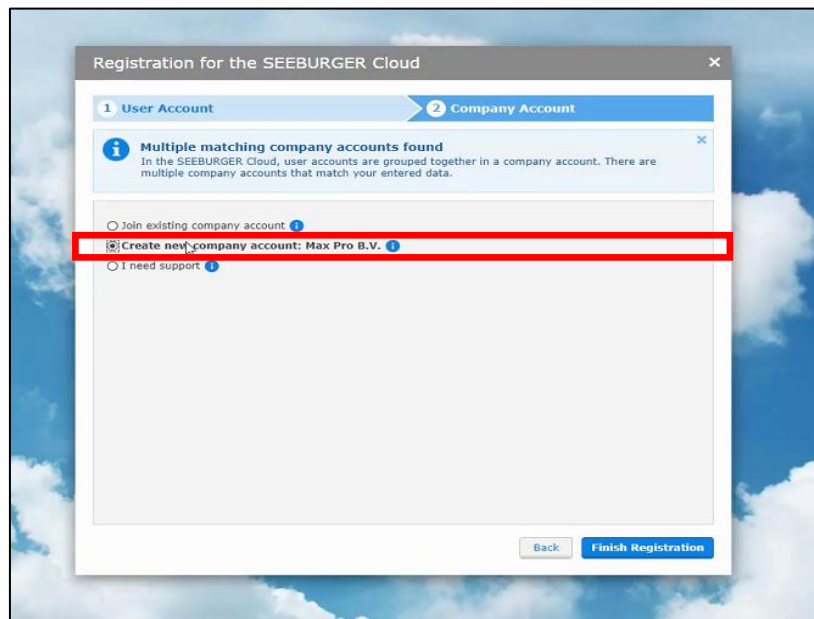 Registration for the SEEBURGER Cloud
1 User Account
2 Company Account
Multiple matching company accounts found
In the SEEBURGER Cloud, user accounts are grouped together in a company account. There are
multiple company accounts that match your entered data.
Join existing company account
Create new company account: Max Pro B.V.
I need support
Back
Finish Registration